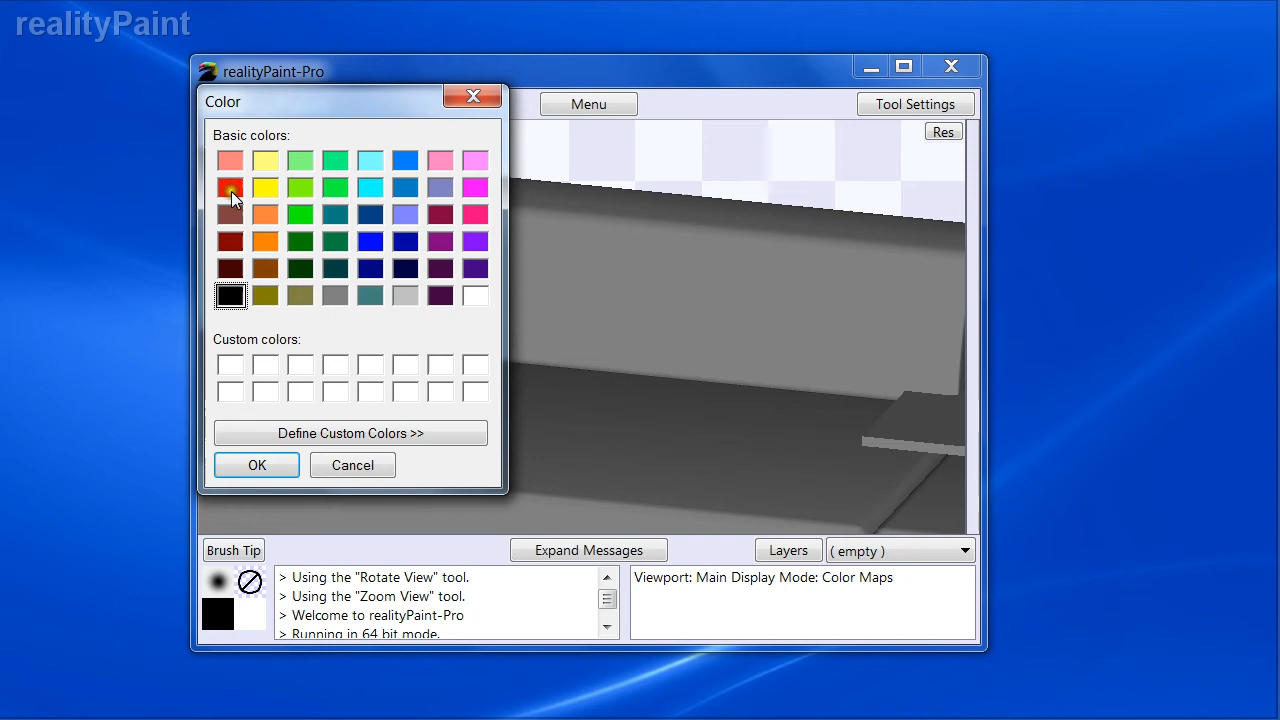 realityPaint
realityPaint-Pro
Color
Menu
Tool Settings
Basic colors:
Res
Custom colors:
Define Custom Colors >>
OK
Cancel
Brush Tip
Expand Messages
Layers
( empty )
> Using the "Rotate View" tool.
> Using the "Zoom View" tool.
> Welcome to realityPaint-Pro
> Running in 64 bit mode.
Viewport: Main Display Mode: Color Maps